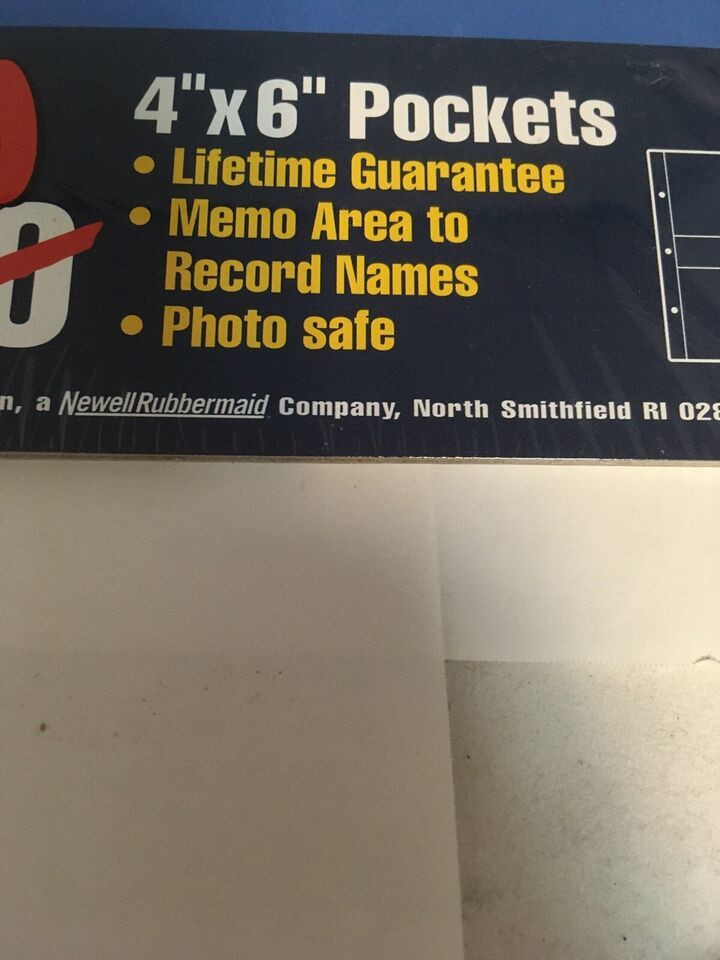 4"x6" Pockets
• Lifetime Guarantee
• Memo Area to
Record Names
• Photo safe
a NewellRubbermaid Company, North Smithfield RI